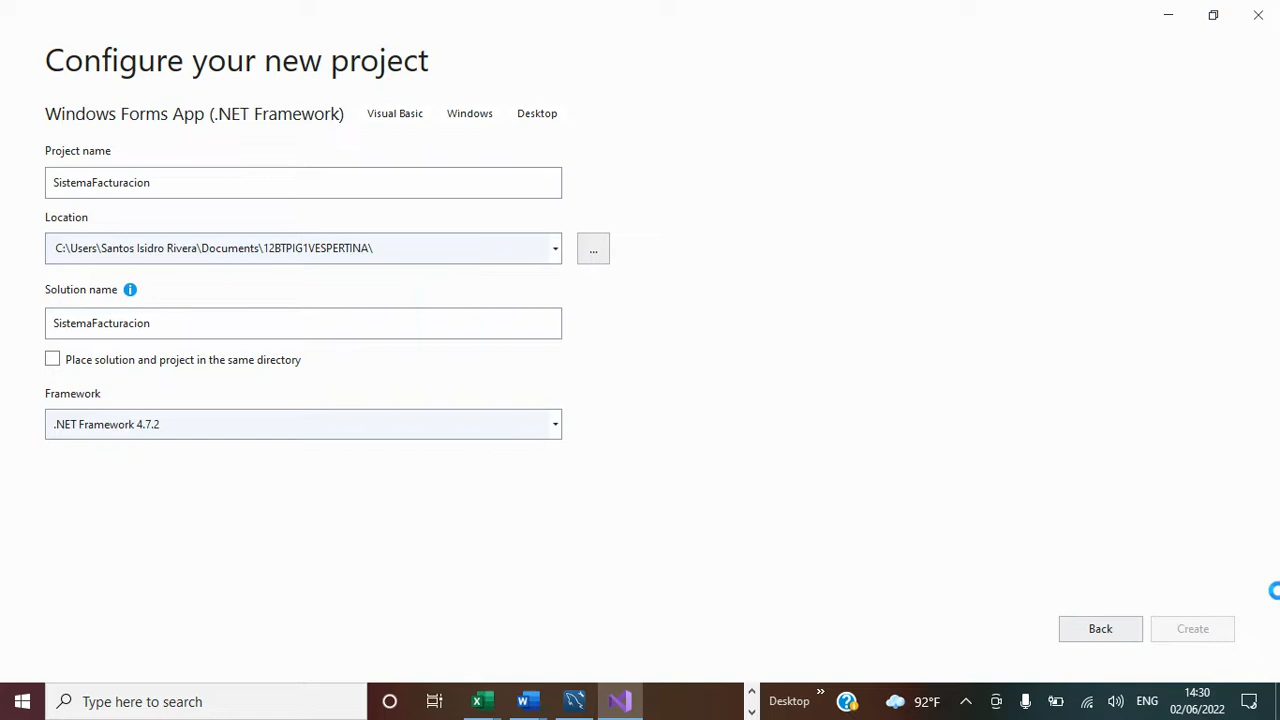 Configure your new project
Windows Forms App (.NET Framework) Visual Basic Windows Desktop
Project name
SistemaFacturacion
Location
C:\Users\Santos Isidro Rivera\Documents\12BTPIG1VESPERTINA\
...
Solution name
SistemaFacturacion
Place solution and project in the same directory
Framework
.NET Framework 4.7.2
Back Create
Type here to search Desktop » 92°F ENG 14:30
02/06/2022